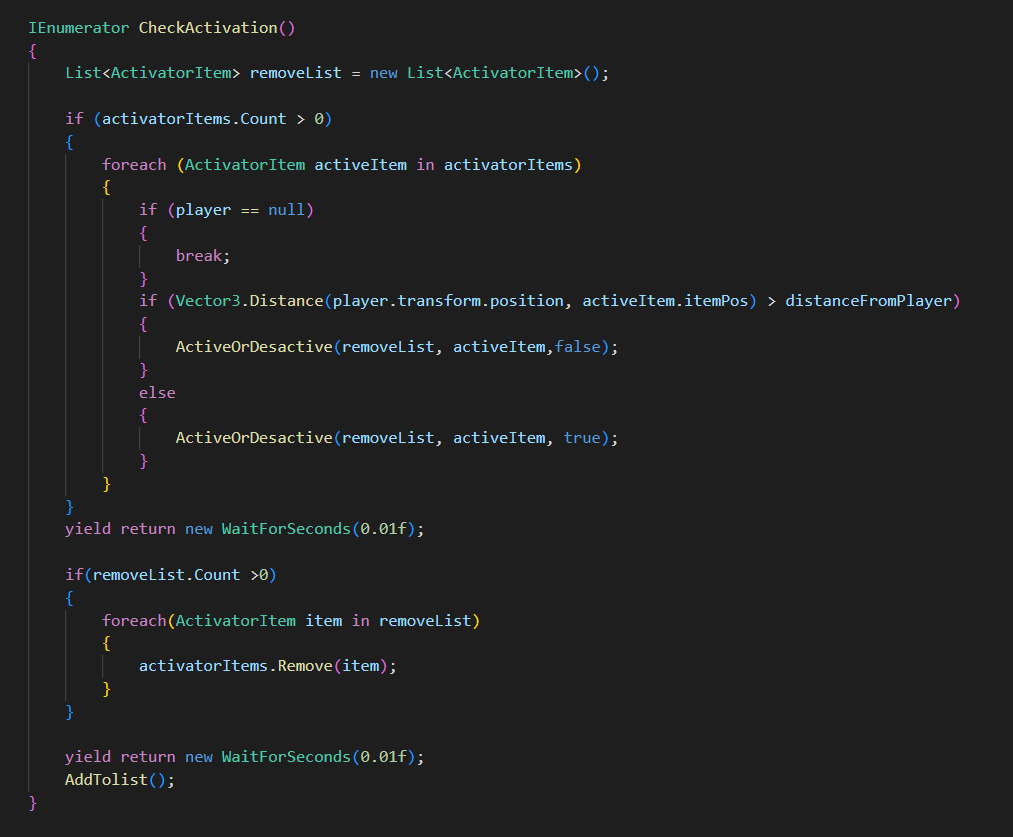 IEnumerator CheckActivation()
{
    List<ActivatorItem> removeList = new List<ActivatorItem>();

    if (activatorItems.Count > 0)
    {
        foreach (ActivatorItem activeItem in activatorItems)
        {
            if (player == null)
            {
                break;
            }
            if (Vector3.Distance(player.transform.position, activeItem.itemPos) > distanceFromPlayer)
            {
                ActiveOrDesactive(removeList, activeItem,false);
            }
            else
            {
                ActiveOrDesactive(removeList, activeItem, true);
            }
        }
    }
    yield return new WaitForSeconds(0.01f);

    if(removeList.Count >0)
    {
        foreach(ActivatorItem item in removeList)
        {
            activatorItems.Remove(item);
        }
    }

    yield return new WaitForSeconds(0.01f);
    AddTolist();
}